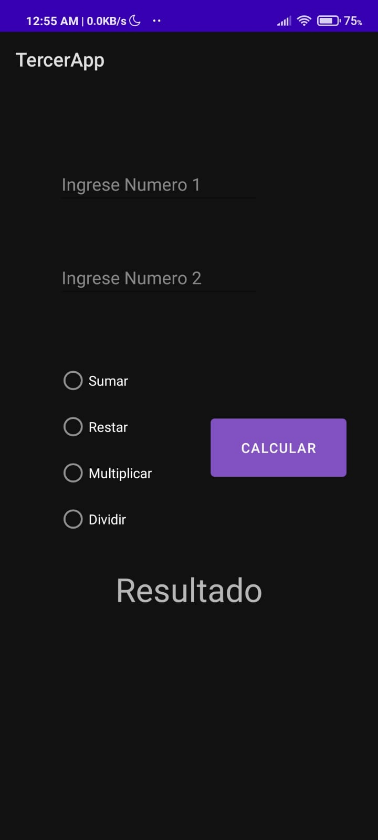 12:55 AM | 0.0KB/s 75%
TercerApp
Ingrese Numero 1
Ingrese Numero 2
Sumar
Restar
CALCULAR
Multiplicar
Dividir
Resultado